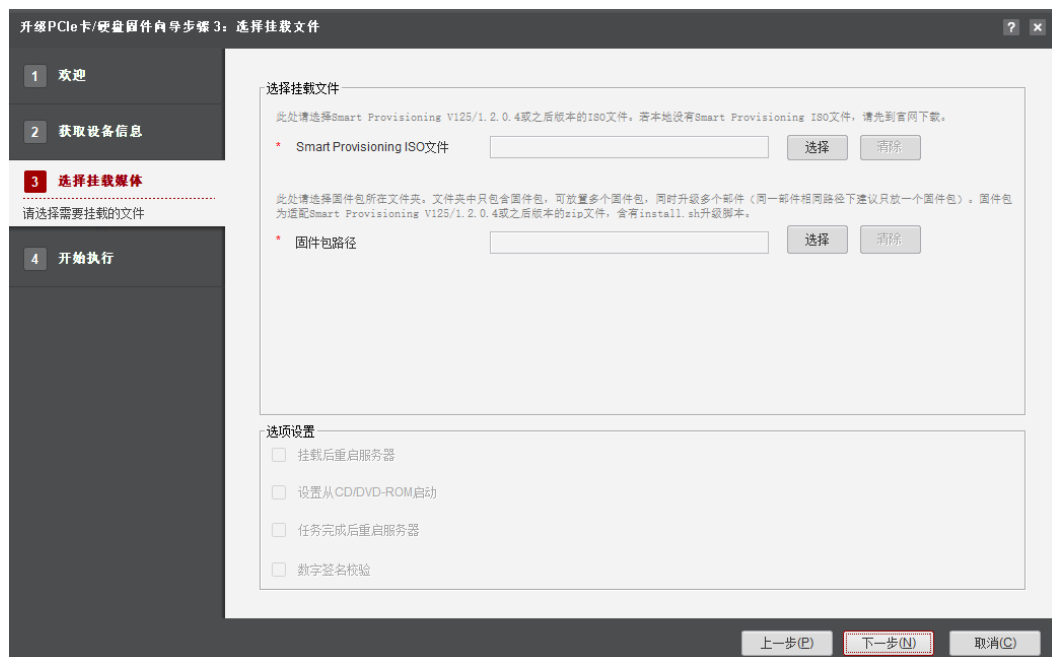 升级PCIe卡/硬盘固件向导步骤 3：选择挂载文件
? ×
1 欢迎
2 获取设备信息
3 选择挂载媒体
请选择需要挂载的文件
4 开始执行
选择挂载文件
此处请选择Smart Provisioning V125/1.2.0.4或之后版本的ISO文件。若本地没有Smart Provisioning ISO文件，请先到官网下载。
* Smart Provisioning ISO文件 选择 清除
此处请选择固件包所在文件夹。文件夹中只包含固件包，可放置多个固件包，同时升级多个部件（同一部件相同路径下建议只放一个固件包）。固件包
为适配Smart Provisioning V125/1.2.0.4或之后版本的zip文件，含有install.sh升级脚本。
* 固件包路径 选择 清除
选项设置
挂载后重启服务器
设置从CD/DVD-ROM启动
任务完成后重启服务器
数字签名校验
上一步(P) 下一步(N) 取消(C)